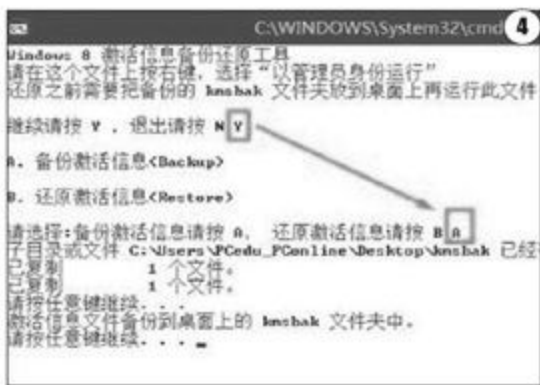 C:\WINDOWS\System32\cmd
4
Windows 8 激活信息备份还原工具
请在这个文件上按右键，选择“以管理员身份运行”
还原之前需要把备份的 kmsbak 文件夹放到桌面上再运行此文件
继续请按 Y ，退出请按 N Y
A. 备份激活信息<Backup>
B. 还原激活信息<Restore>
请选择:备份激活信息请按 A， 还原激活信息请按 B A
子目录或文件 C:\Users\PCedu_PConline\Desktop\kmsbak 已经
已复制 1 个文件。
已复制 1 个文件。
请按任意键继续. . .
激活信息文件备份到桌面上的 kmsbak 文件夹中。
请按任意键继续. . .